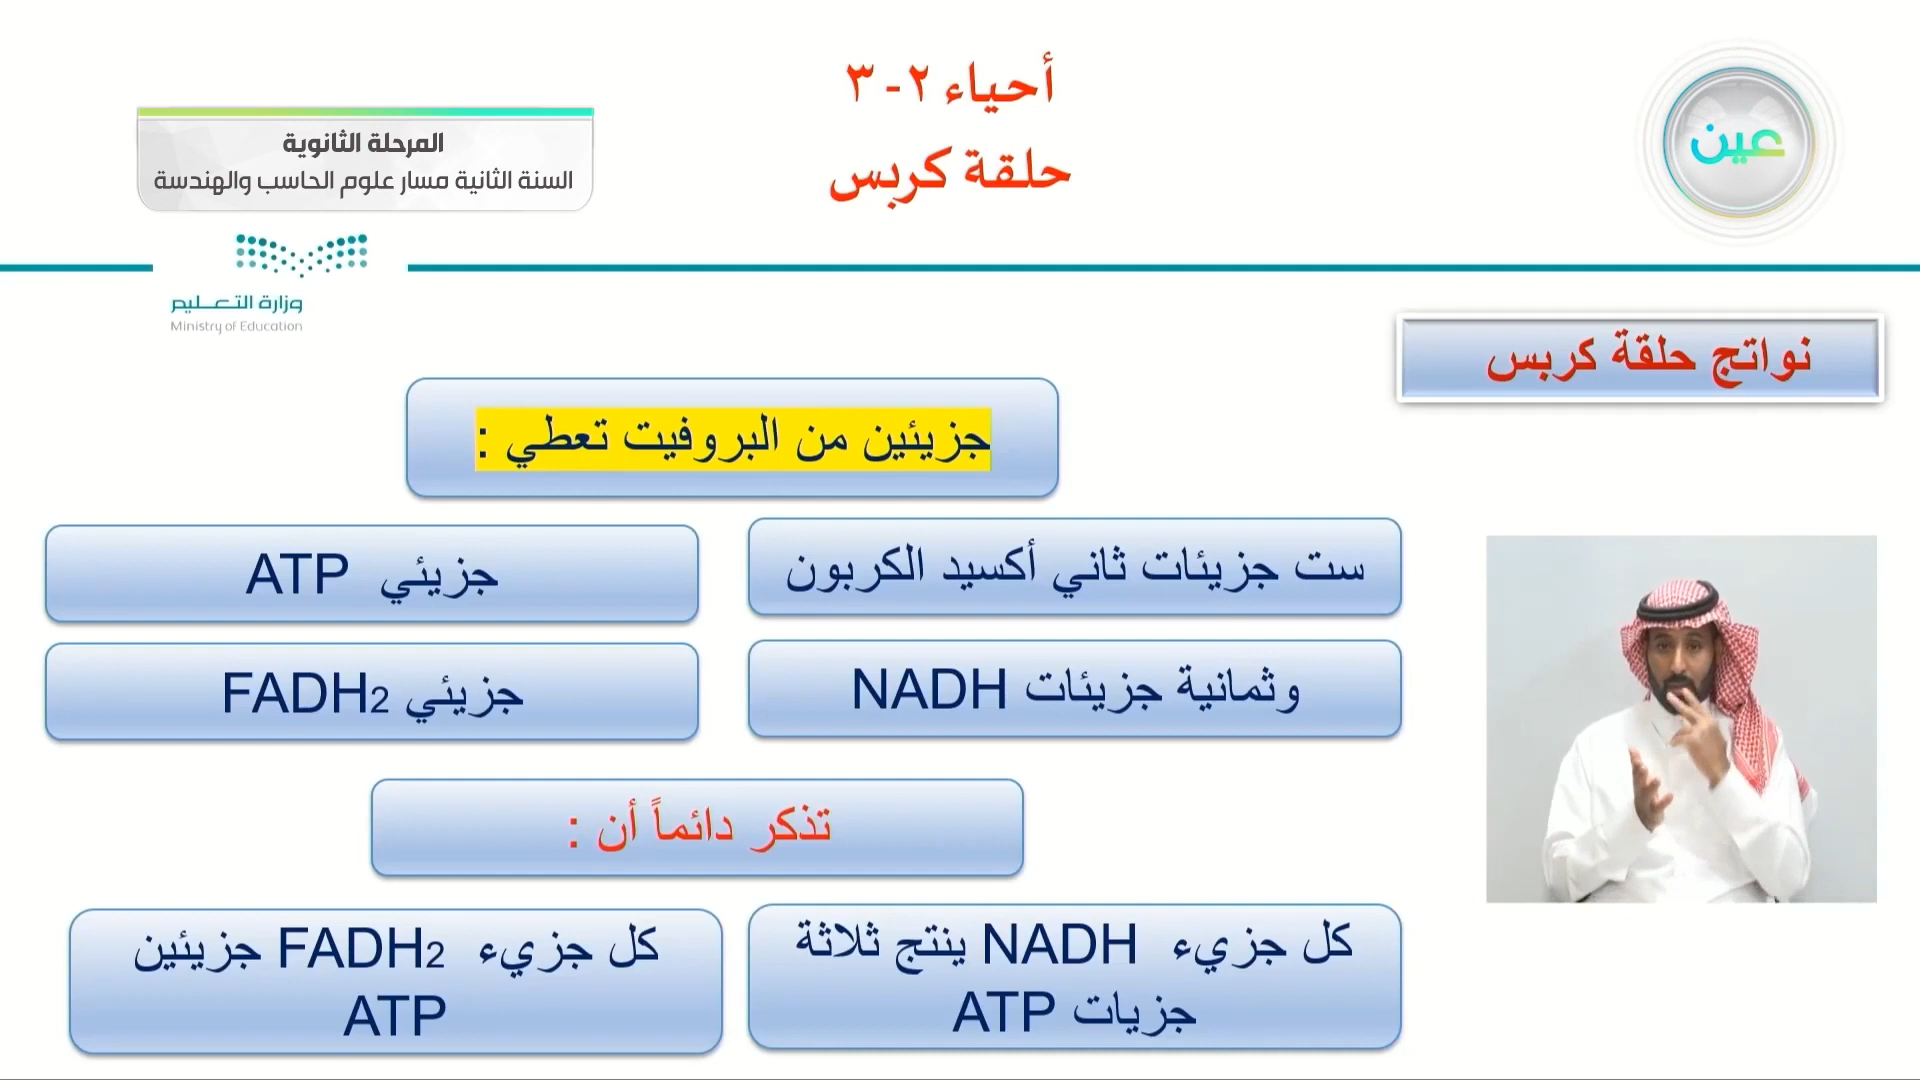 أحياء ٢-٣
حلقة كربس
عين
المرحلة الثانوية
السنة الثانية مسار علوم الحاسب والهندسة
وزارة التعليم
Ministry of Education
نواتج حلقة كربس
جزيئين من البروفيت تعطي :
ست جزيئات ثاني أكسيد الكربون
جزيئي ATP
وثمانية جزيئات NADH
جزيئي FADH2
تذكر دائماً أن :
كل جزيء NADH ينتج ثلاثة
جزيات ATP
كل جزيء FADH2 جزيئين
ATP